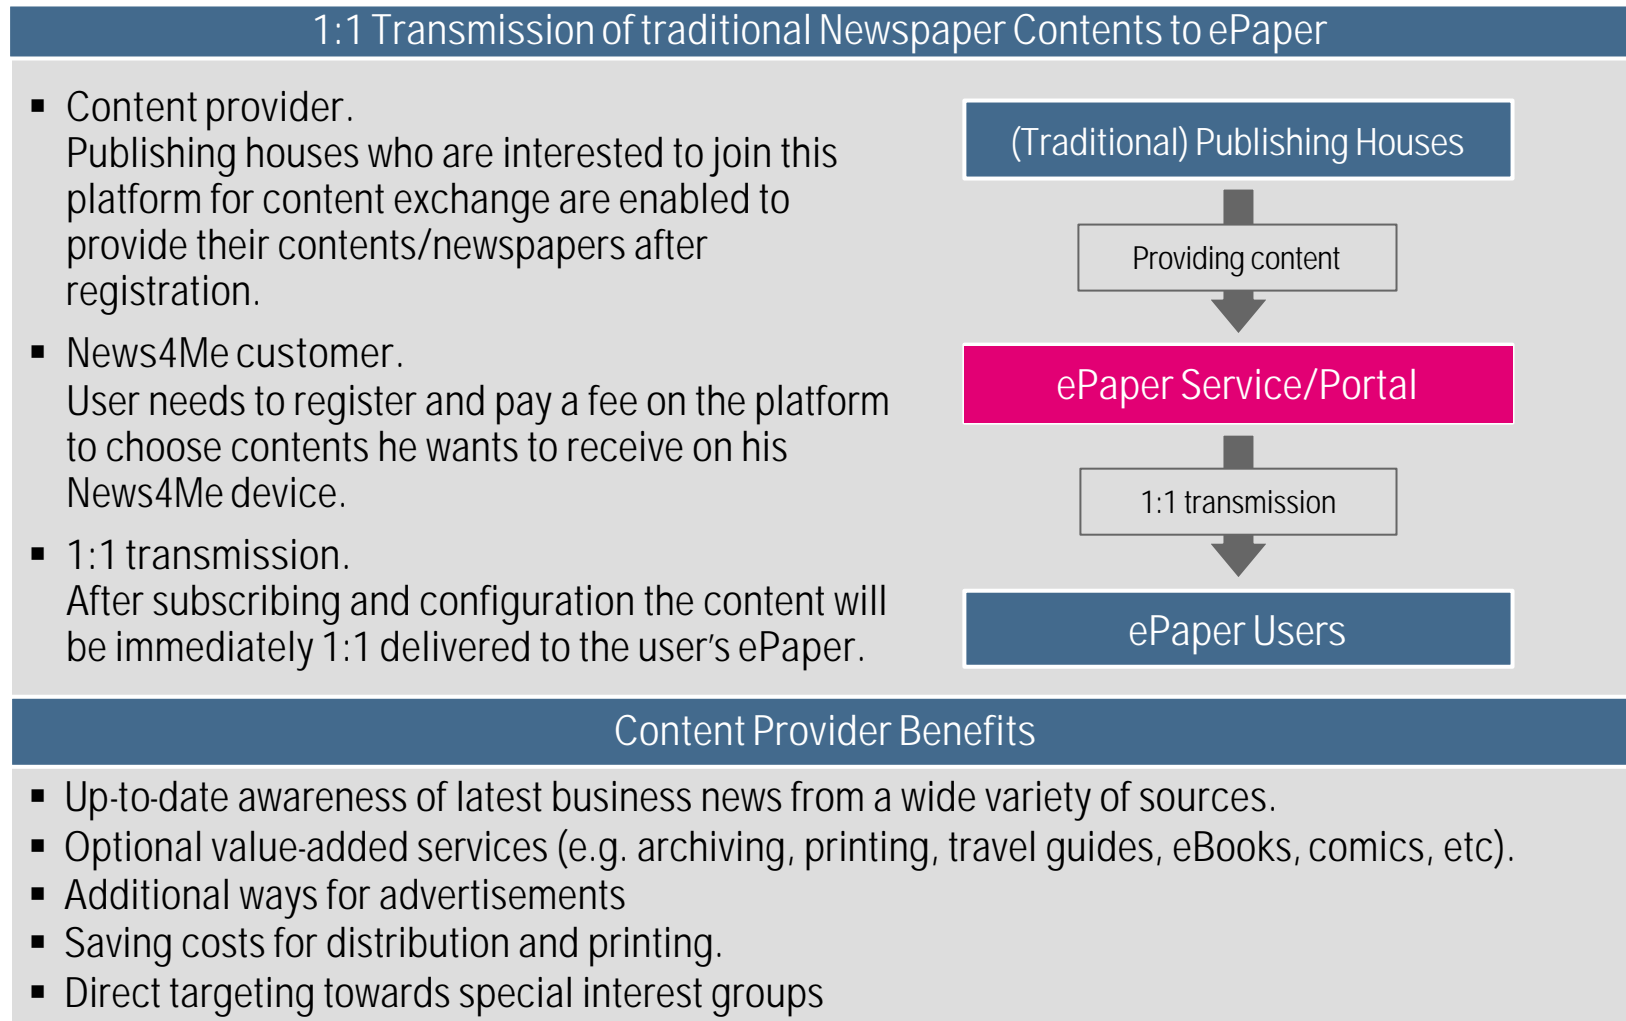 1:1 Transmission of traditional Newspaper Contents to ePaper
▪ Content provider.
Publishing houses who are interested to join this
platform for content exchange are enabled to
provide their contents/newspapers after
registration.
▪ News4Me customer.
User needs to register and pay a fee on the platform
to choose contents he wants to receive on his
News4Me device.
▪ 1:1 transmission.
After subscribing and configuration the content will
be immediately 1:1 delivered to the user's ePaper.
(Traditional) Publishing Houses
Providing content
ePaper Service/Portal
1:1 transmission
ePaper Users
Content Provider Benefits
▪ Up-to-date awareness of latest business news from a wide variety of sources.
▪ Optional value-added services (e.g. archiving, printing, travel guides, eBooks, comics, etc).
▪ Additional ways for advertisements
▪ Saving costs for distribution and printing.
▪ Direct targeting towards special interest groups